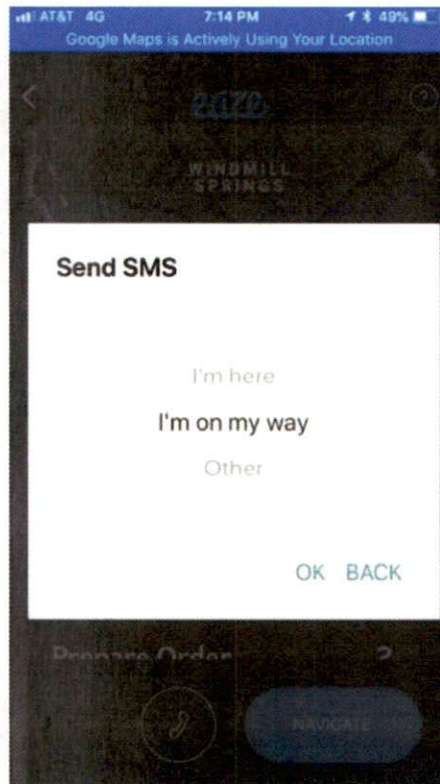 AT&T 4G 7:14 PM 49%
Google Maps is Actively Using Your Location
eaze
WINDMILL
SPRINGS
Send SMS
I'm here
I'm on my way
Other
OK BACK
Prepare Order ?
NAVIGATE